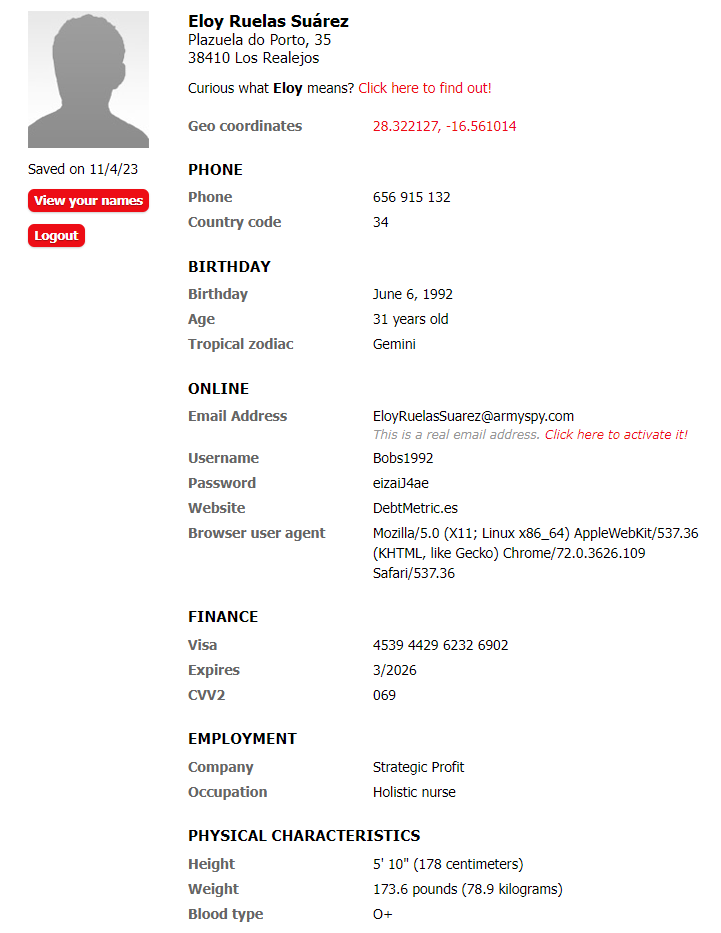 Eloy Ruelas Suárez
Plazuela do Porto, 35
38410 Los Realejos
Curious what Eloy means? Click here to find out!
Geo coordinates 28.322127, -16.561014
Saved on 11/4/23
View your names
Logout
PHONE
Phone 656 915 132
Country code 34
BIRTHDAY
Birthday June 6, 1992
Age 31 years old
Tropical zodiac Gemini
ONLINE
Email Address EloyRuelasSuarez@armyspy.com
This is a real email address. Click here to activate it!
Username Bobs1992
Password eizaiJ4ae
Website DebtMetric.es
Browser user agent Mozilla/5.0 (X11; Linux x86_64) AppleWebKit/537.36
(KHTML, like Gecko) Chrome/72.0.3626.109
Safari/537.36
FINANCE
Visa 4539 4429 6232 6902
Expires 3/2026
CVV2 069
EMPLOYMENT
Company Strategic Profit
Occupation Holistic nurse
PHYSICAL CHARACTERISTICS
Height 5' 10" (178 centimeters)
Weight 173.6 pounds (78.9 kilograms)
Blood type O+